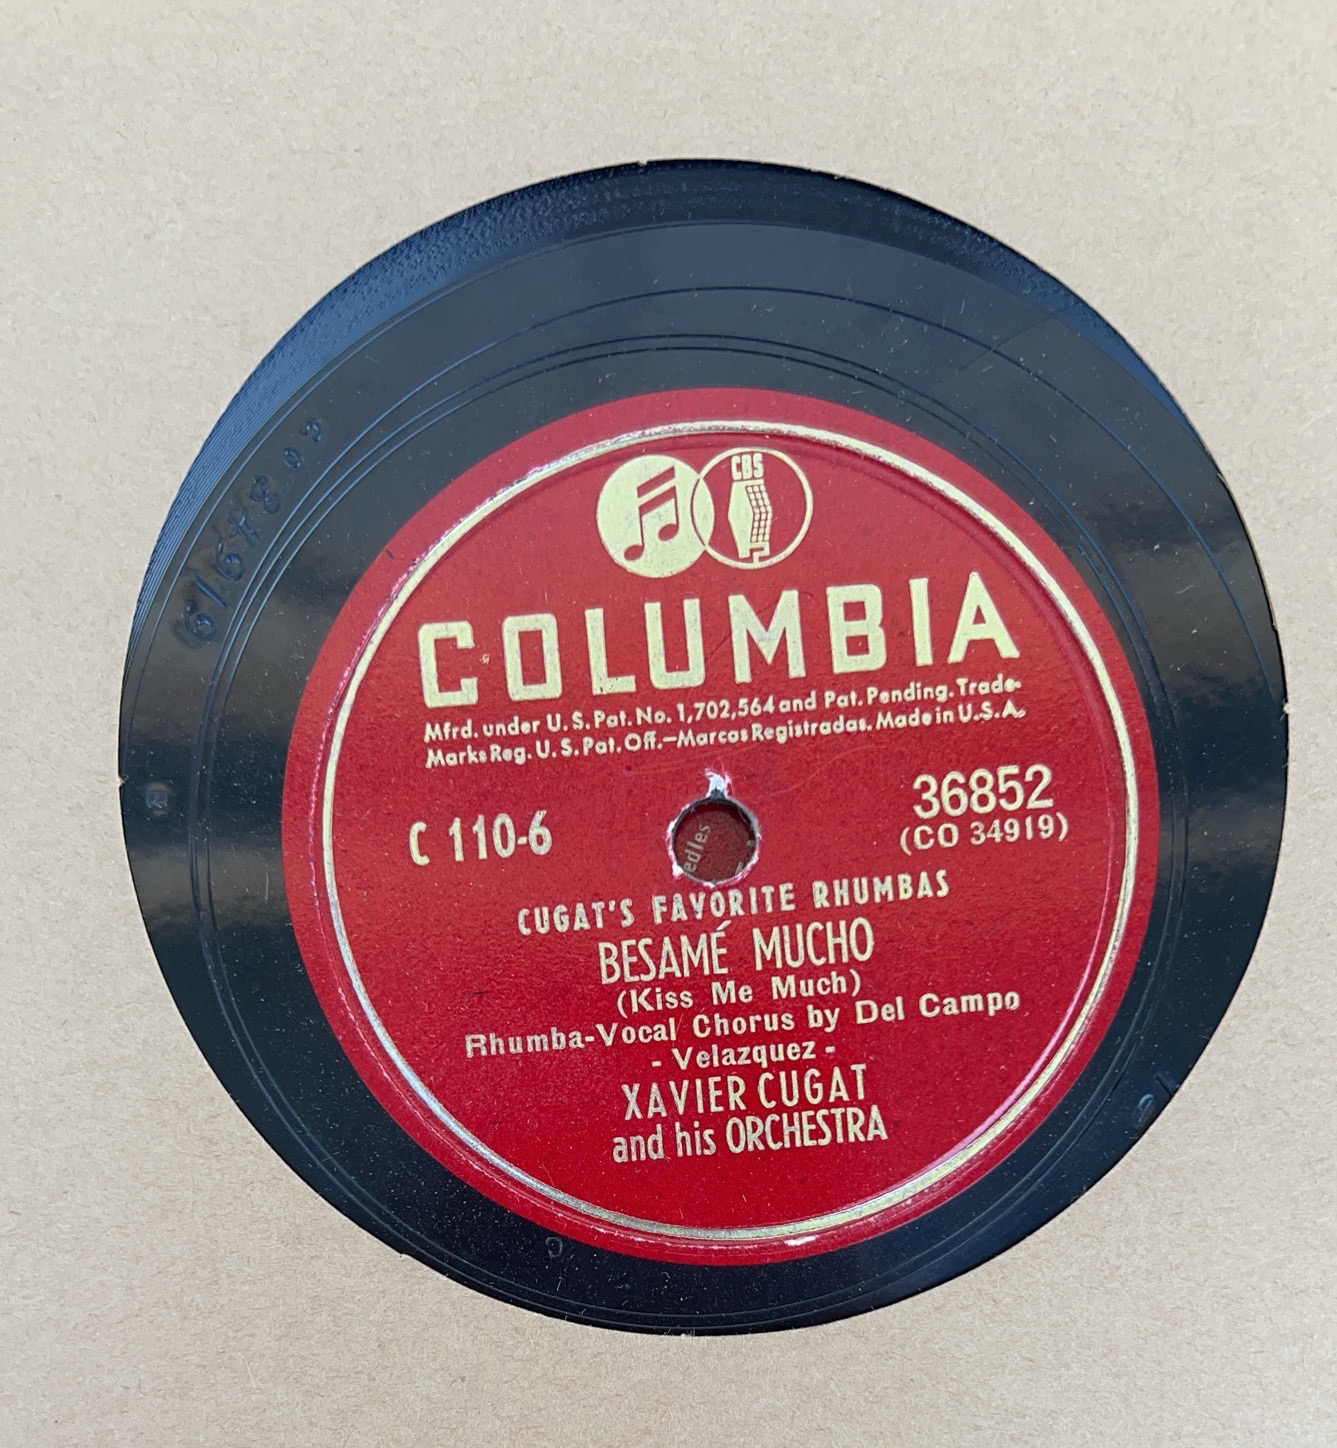 CBS
COLUMBIA
Mfrd. under U. S. Pat. No. 1,702,564 and Pat. Pending. Trade-
Marks Reg. U. S. Pat. Off.—Marcas Registradas. Made in U.S.A.
C 110-6
36852
(CO 34919)
edles
CUGAT'S FAVORITE RHUMBAS
BESAMÉ MUCHO
(Kiss Me Much)
Rhumba-Vocal Chorus by Del Campo
- Velazquez -
XAVIER CUGAT
and his ORCHESTRA